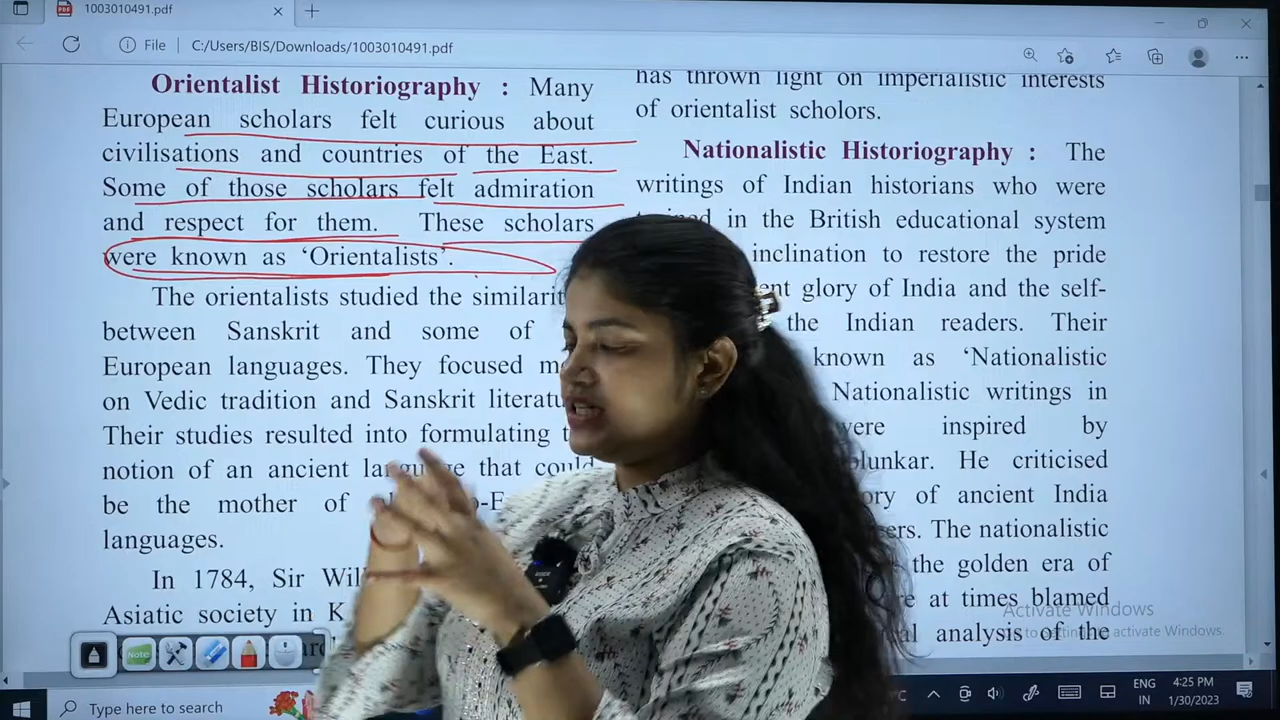 1003010491.pdf
File
C:/Users/BIS/Downloads/1003010491.pdf
Orientalist Historiography : Many
European scholars felt curious about
civilisations and countries of the East.
Some of those scholars felt admiration
and respect for them. These scholars
were known as ‘Orientalists’.
The orientalists studied the
between Sanskrit and some of
European languages. They focused
on Vedic tradition and Sanskrit
Their studies resulted into formulating
notion of an ancient language that could
be the mother of
languages.
In 1784, Sir
Asiatic society in
has thrown light on imperialistic interests
of orientalist scholors.
Nationalistic Historiography : The
writings of Indian historians who were
in the British educational system
inclination to restore the pride
glory of India and the self-
the Indian readers. Their
known as ‘Nationalistic
Nationalistic writings in
were inspired by
He criticised
of ancient India
The nationalistic
the golden era of
at times blamed
analysis of the
Activate Windows
to activate Windows.
Note
Type here to search
ENG
IN
4:25 PM
1/30/2023